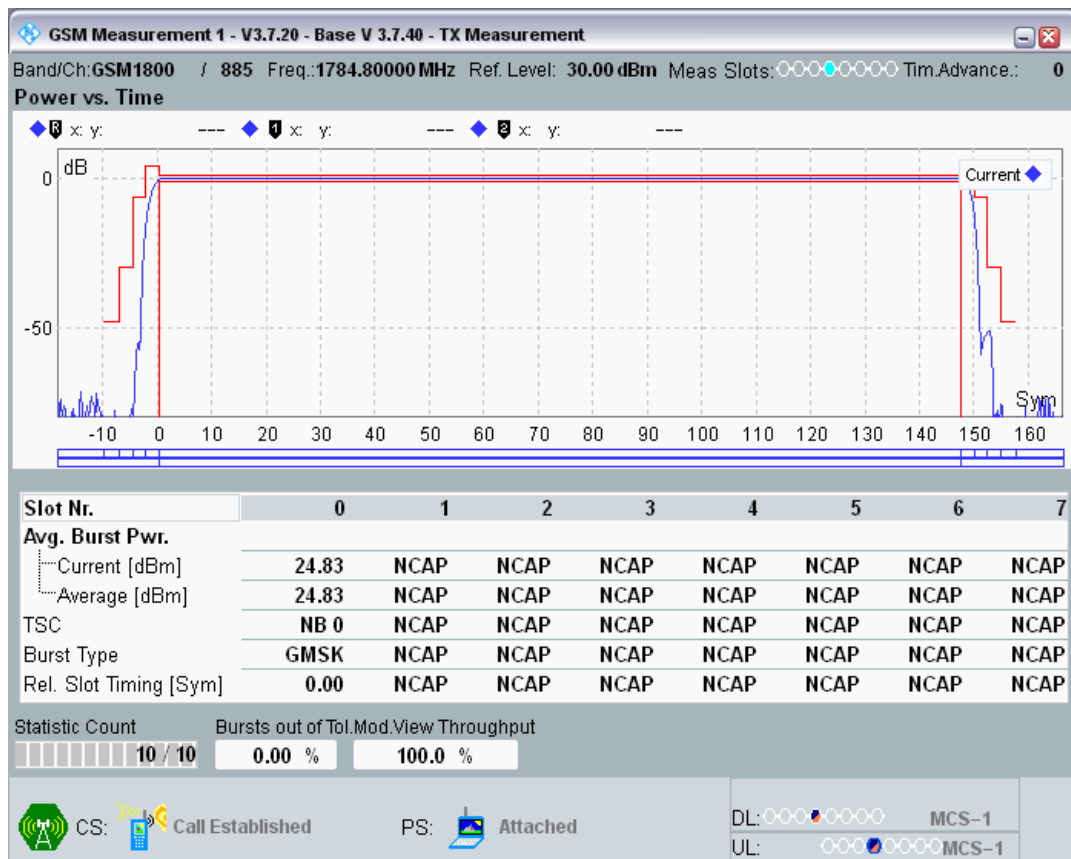 GSM Measurement 1 - V3.7.20 - Base V 3.7.40 - TX Measurement
Band/Ch:GSM1800 / 885 Freq.:1784.80000 MHz Ref. Level: 30.00 dBm Meas Slots: Tim.Advance.: 0
Power vs. Time
R x: y: --- 1 x: y: --- 2 x: y: ---
dB
Current
0
-50
Sym
-10 0 10 20 30 40 50 60 70 80 90 100 110 120 130 140 150 160
Slot Nr. 0 1 2 3 4 5 6 7
Avg. Burst Pwr.
Current [dBm] 24.83 NCAP NCAP NCAP NCAP NCAP NCAP NCAP
Average [dBm] 24.83 NCAP NCAP NCAP NCAP NCAP NCAP NCAP
TSC NB 0 NCAP NCAP NCAP NCAP NCAP NCAP NCAP
Burst Type GMSK NCAP NCAP NCAP NCAP NCAP NCAP NCAP
Rel. Slot Timing [Sym] 0.00 NCAP NCAP NCAP NCAP NCAP NCAP NCAP
Statistic Count Bursts out of Tol.Mod.View Throughput
10 / 10 0.00 % 100.0 %
CS: Call Established PS: Attached
DL: MCS-1
UL: MCS-1